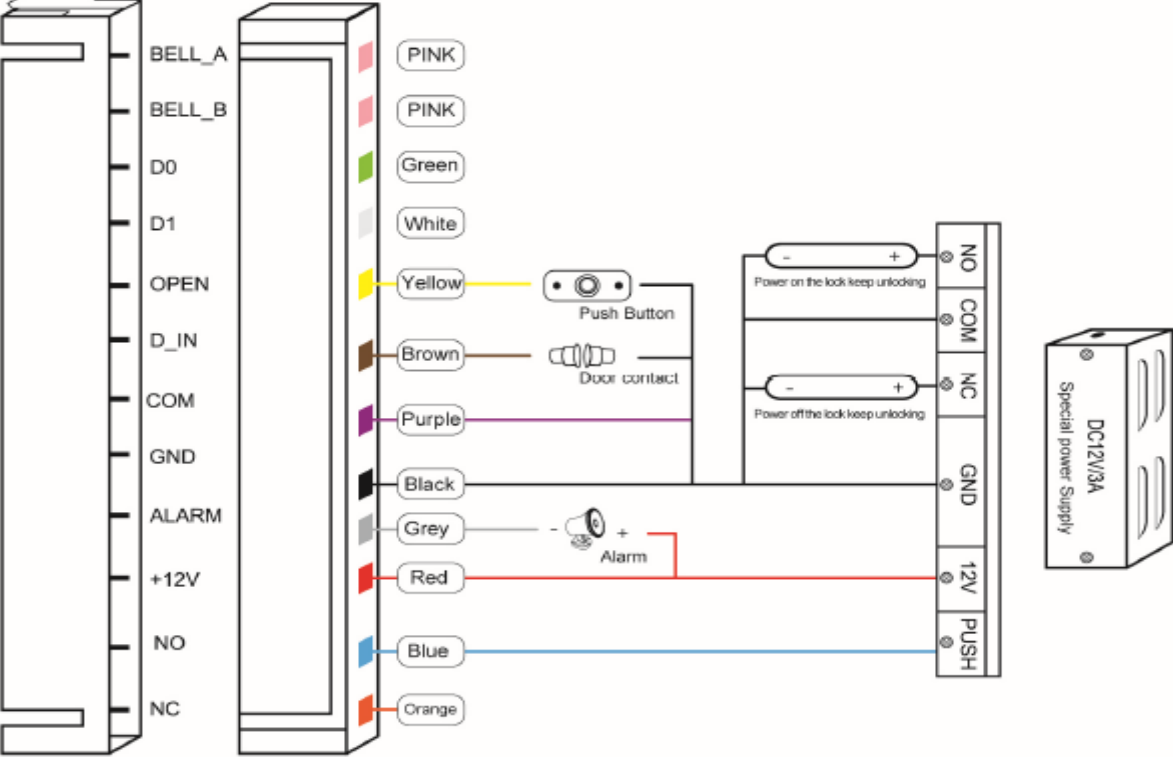 BELL_A
BELL_B
D0
D1
OPEN
D_IN
COM
GND
ALARM
+12V
NO
NC
PINK
PINK
Green
White
Yellow
Brown
Purple
Black
Grey
Red
Blue
Orange
Push Button
Door contact
-
+
Alarm
-
+
Power on the lock keep unlocking
-
+
Power off the lock keep unlocking
NO
COM
NC
GND
12V
PUSH
DC12V/3A
Special power Supply